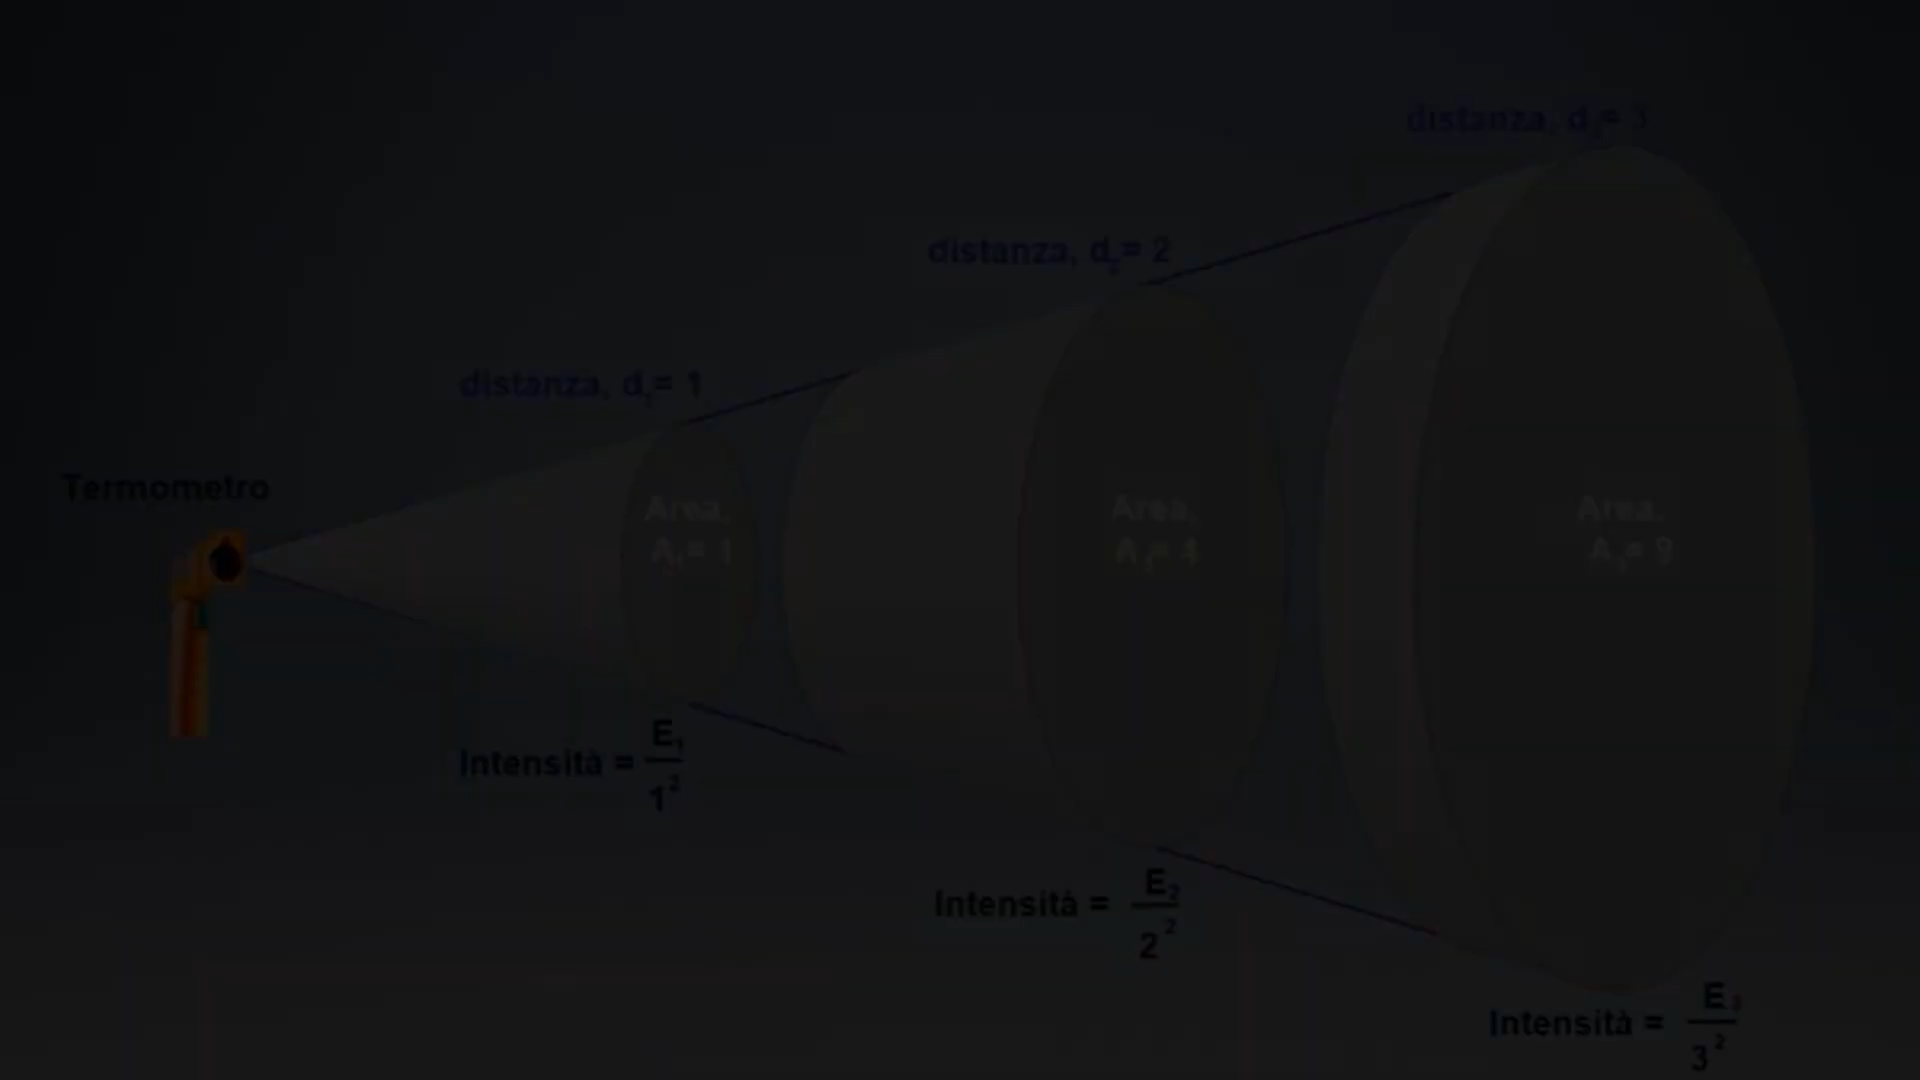 distanza, d3= 3
distanza, d2= 2
distanza, d1= 1
Termometro
Area,
A1= 1
Area,
A2= 4
Area,
A3= 9
Intensità = E1
1²
Intensità = E2
2²
Intensità = E3
3²